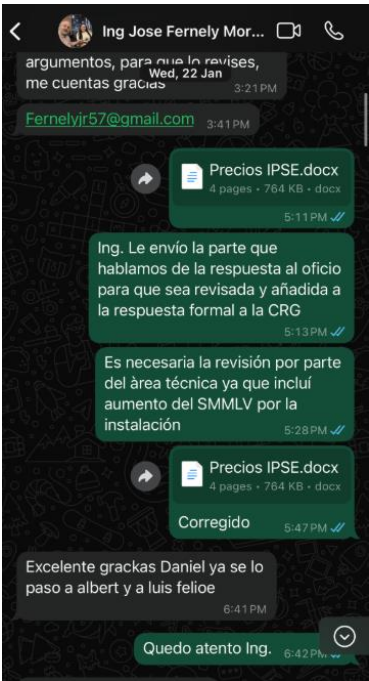 Ing Jose Fernely Mor...
argumentos, para que lo revises,
Wed, 22 Jan
me cuentas gracias
3:21 PM
Fernelyjr57@gmail.com 3:41 PM
Precios IPSE.docx
4 pages • 764 KB • docx
5:11 PM
Ing. Le envío la parte que
hablamos de la respuesta al oficio
para que sea revisada y añadida a
la respuesta formal a la CRG
5:13 PM
Es necesaria la revisión por parte
del àrea técnica ya que incluí
aumento del SMMLV por la
instalación
5:28 PM
Precios IPSE.docx
4 pages • 764 KB • docx
Corregido
5:47 PM
Excelente grackas Daniel ya se lo
paso a albert y a luis felioe
6:41 PM
Quedo atento Ing. 6:42 PM